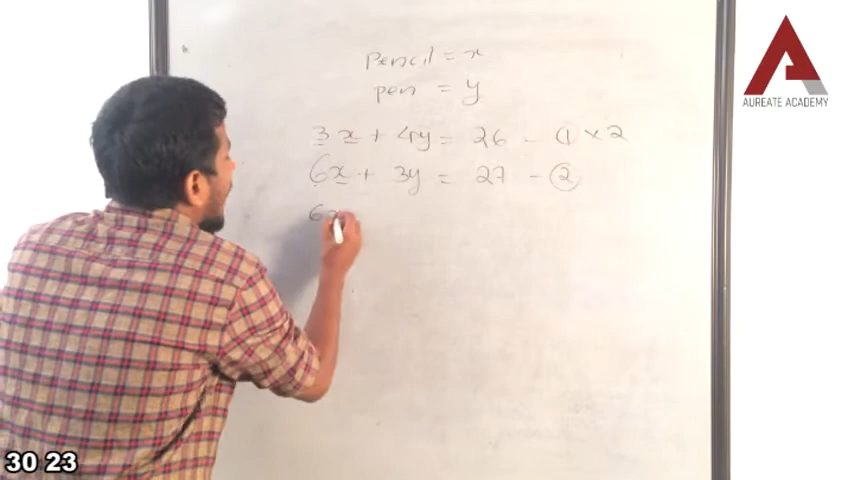 Pencil = x
pen = y
3x + 4y = 26 - ① × 2
6x + 3y = 27 - ②
6x
AUREATE ACADEMY
30 23